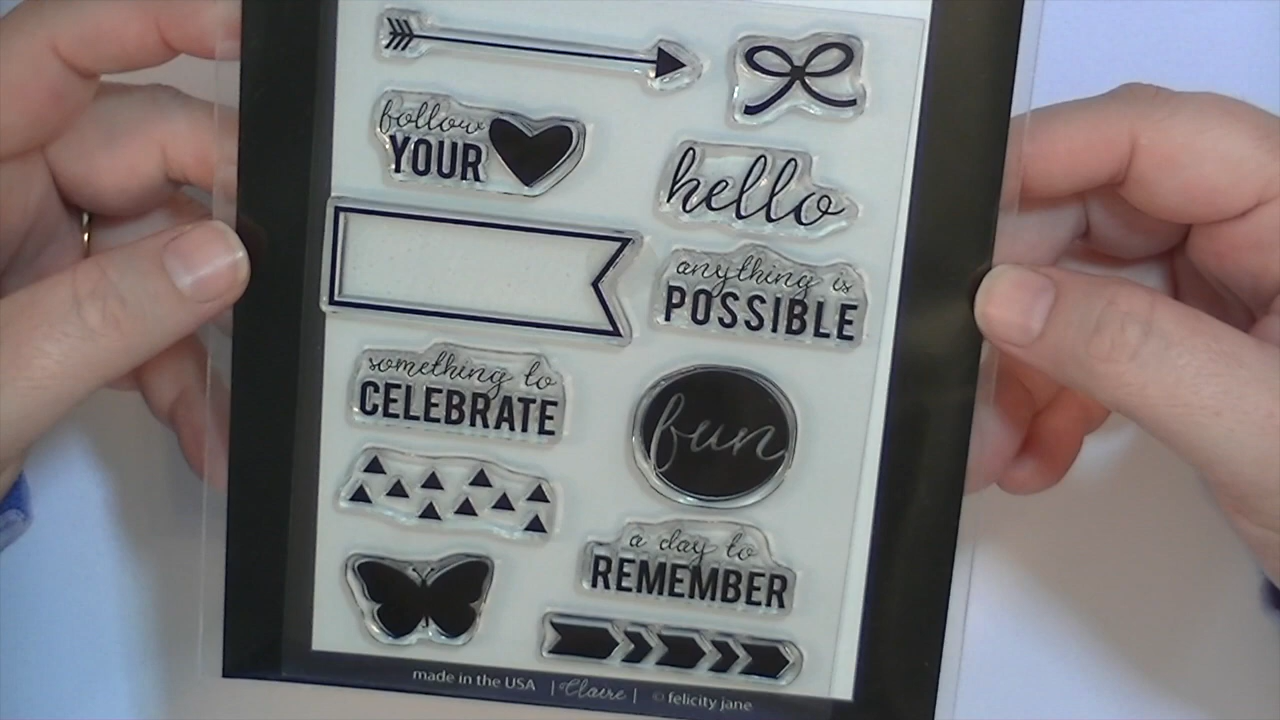 follow
YOUR
hello
anything is
POSSIBLE
something to
CELEBRATE
fun
a day to
REMEMBER
made in the USA | Claire | © felicity jane